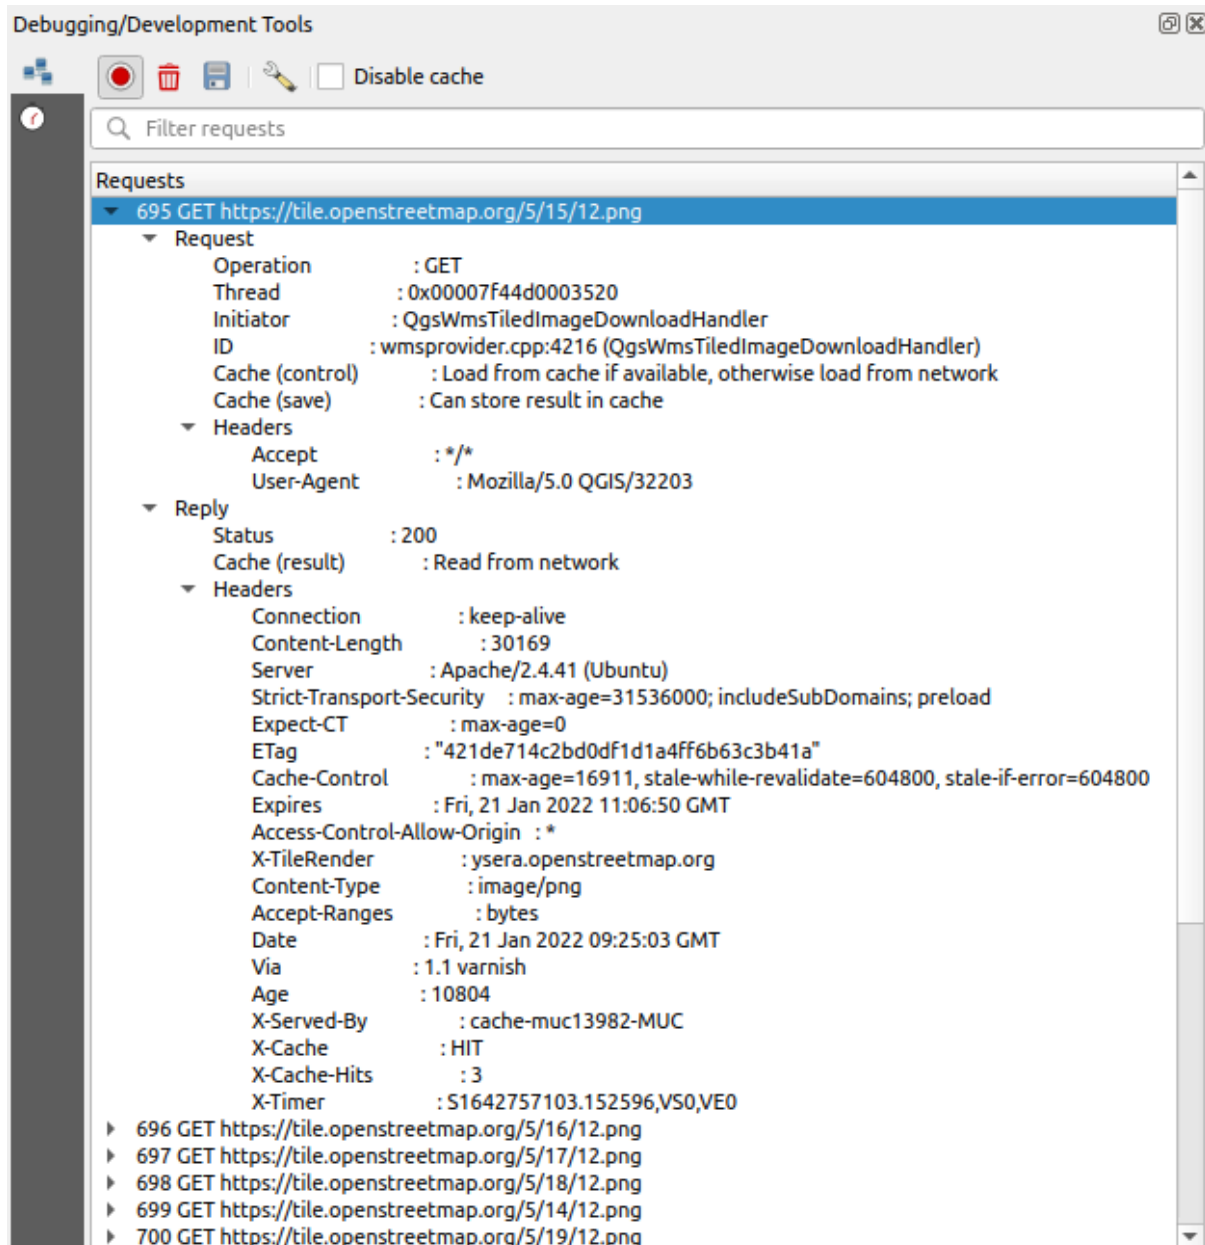 Debugging/Development Tools
Disable cache
Filter requests
Requests
695 GET https://tile.openstreetmap.org/5/15/12.png
Request
Operation : GET
Thread : 0x00007f44d0003520
Initiator : QgsWmsTiledImageDownloadHandler
ID : wmsprovider.cpp:4216 (QgsWmsTiledImageDownloadHandler)
Cache (control) : Load from cache if available, otherwise load from network
Cache (save) : Can store result in cache
Headers
Accept : */*
User-Agent : Mozilla/5.0 QGIS/32203
Reply
Status : 200
Cache (result) : Read from network
Headers
Connection : keep-alive
Content-Length : 30169
Server : Apache/2.4.41 (Ubuntu)
Strict-Transport-Security : max-age=31536000; includeSubDomains; preload
Expect-CT : max-age=0
ETag : "421de714c2bd0df1d1a4ff6b63c3b41a"
Cache-Control : max-age=16911, stale-while-revalidate=604800, stale-if-error=604800
Expires : Fri, 21 Jan 2022 11:06:50 GMT
Access-Control-Allow-Origin : *
X-TileRender : ysera.openstreetmap.org
Content-Type : image/png
Accept-Ranges : bytes
Date : Fri, 21 Jan 2022 09:25:03 GMT
Via : 1.1 varnish
Age : 10804
X-Served-By : cache-muc13982-MUC
X-Cache : HIT
X-Cache-Hits : 3
X-Timer : S1642757103.152596,VS0,VE0
696 GET https://tile.openstreetmap.org/5/16/12.png
697 GET https://tile.openstreetmap.org/5/17/12.png
698 GET https://tile.openstreetmap.org/5/18/12.png
699 GET https://tile.openstreetmap.org/5/14/12.png
700 GET https://tile.openstreetmap.org/5/19/12.png